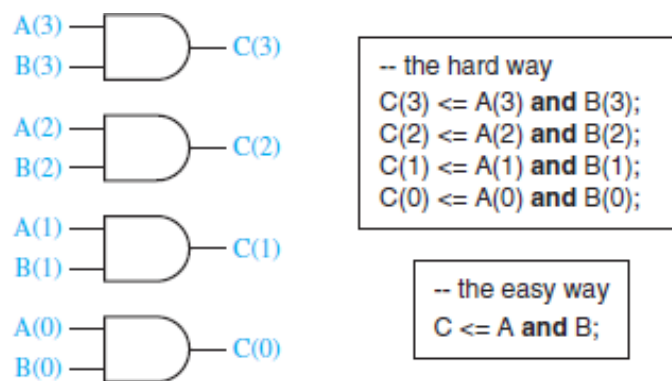 A(3)
B(3)
C(3)
A(2)
B(2)
C(2)
A(1)
B(1)
C(1)
A(0)
B(0)
C(0)
-- the hard way
C(3) <= A(3) and B(3);
C(2) <= A(2) and B(2);
C(1) <= A(1) and B(1);
C(0) <= A(0) and B(0);
-- the easy way
C <= A and B;